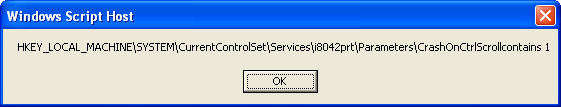 Windows Script Host
HKEY_LOCAL_MACHINE\SYSTEM\CurrentControlSet\Services\i8042prt\Parameters\CrashOnCtrlScrollcontains 1
OK